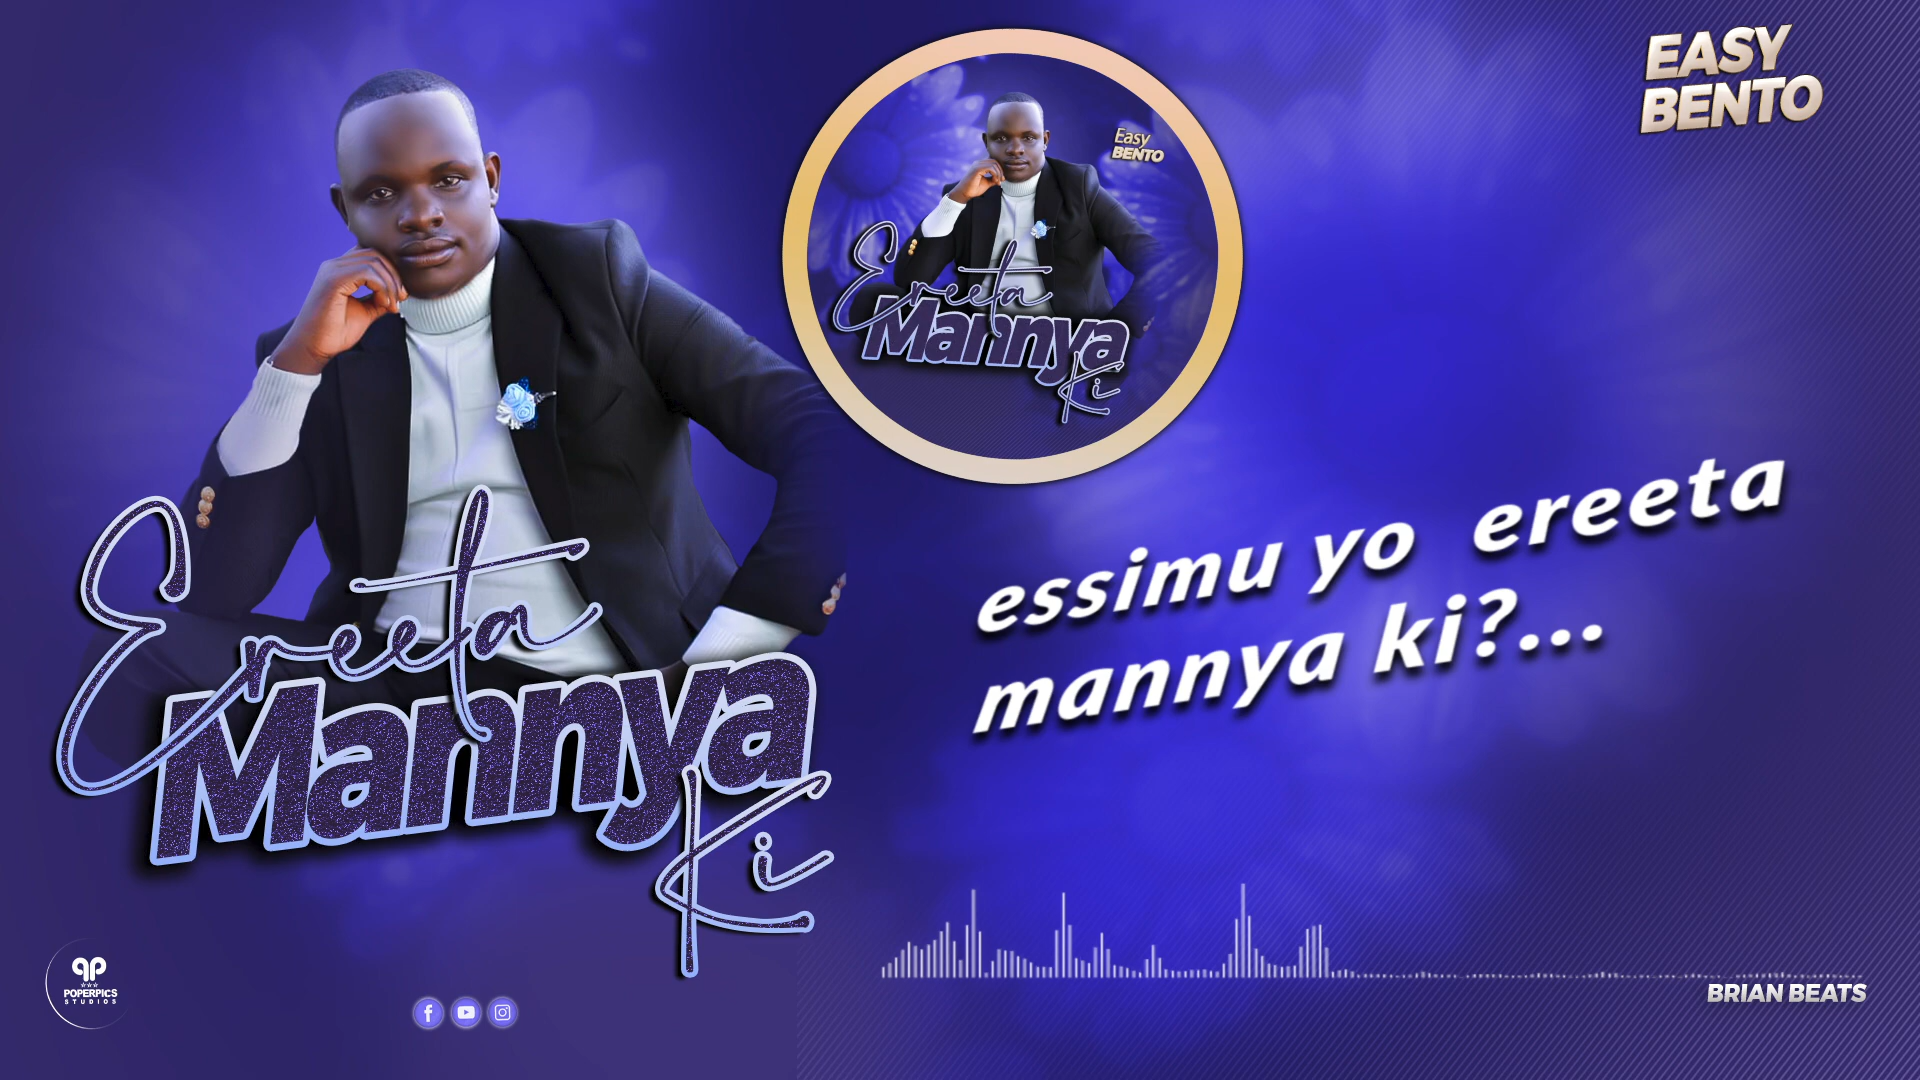 Ereeta
Mannya
Ki
Easy
BENTO
Ereeta
Mannya
Ki
EASY
BENTO
essimu yo ereeta
mannya ki?...
BRIAN BEATS
POPERPICS
STUDIOS